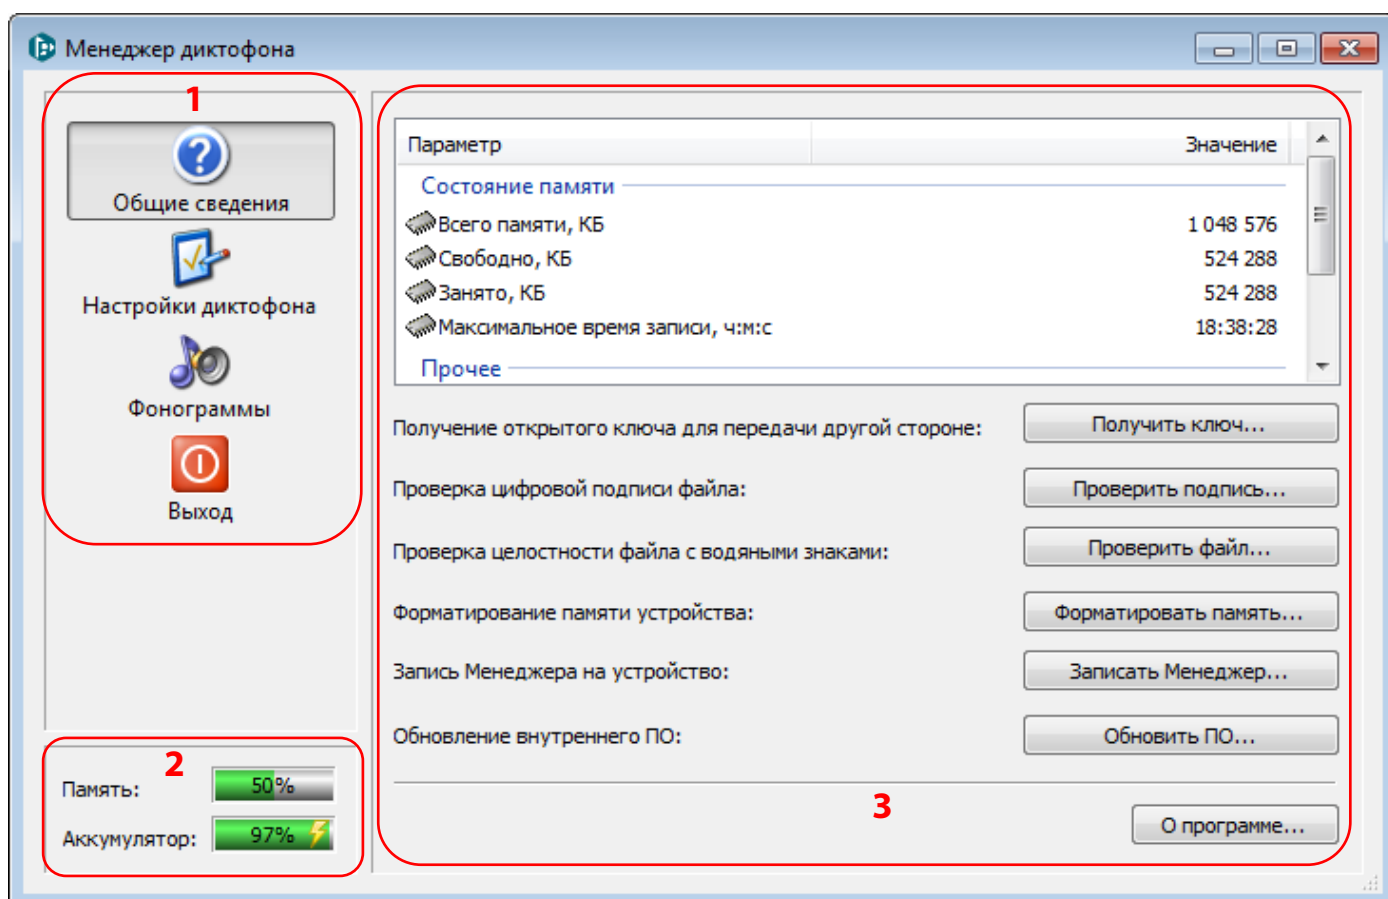 Менеджер диктофона
1
Общие сведения
Настройки диктофона
Фонограммы
Выход
2
Память: 50%
Аккумулятор: 97%
Параметр Значение
Состояние памяти
Всего памяти, КБ 1 048 576
Свободно, КБ 524 288
Занято, КБ 524 288
Максимальное время записи, ч:м:с 18:38:28
Прочее
Получение открытого ключа для передачи другой стороне: Получить ключ...
Проверка цифровой подписи файла: Проверить подпись...
Проверка целостности файла с водяными знаками: Проверить файл...
Форматирование памяти устройства: Форматировать память...
Запись Менеджера на устройство: Записать Менеджер...
Обновление внутреннего ПО: Обновить ПО...
3
О программе...